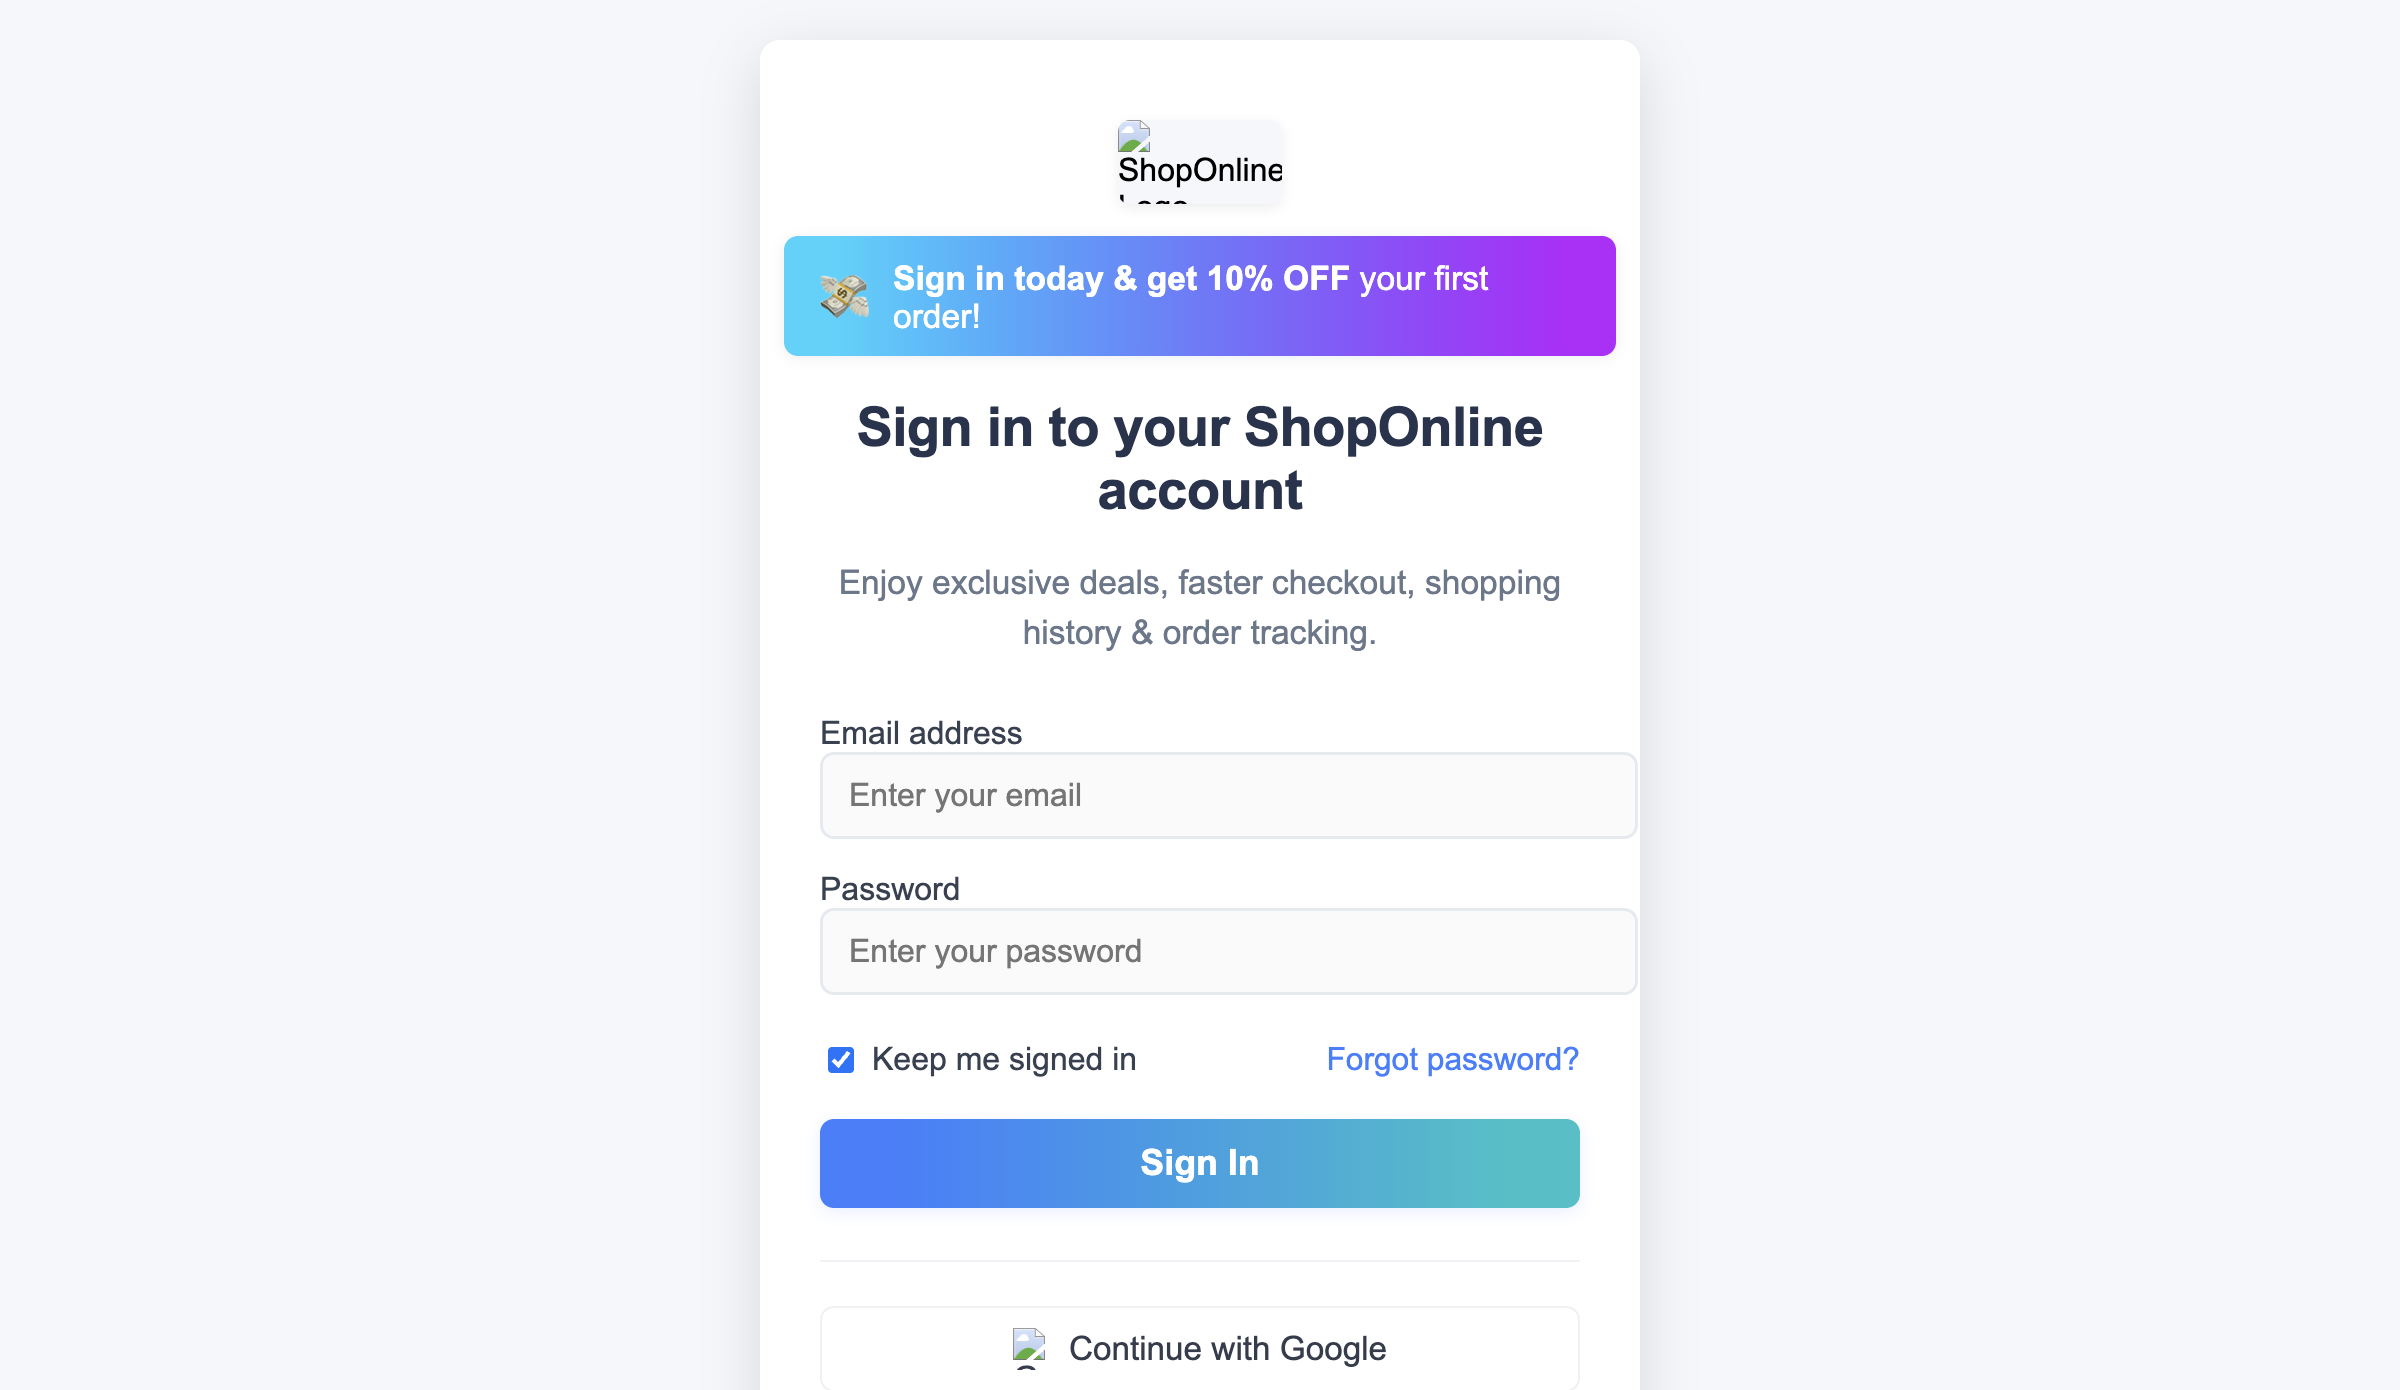 ShopOnline
Logo
Sign in today & get 10% OFF your first
order!
Sign in to your ShopOnline
account
Enjoy exclusive deals, faster checkout, shopping
history & order tracking.
Email address
Enter your email
Password
Enter your password
Keep me signed in
Forgot password?
Sign In
Continue with Google